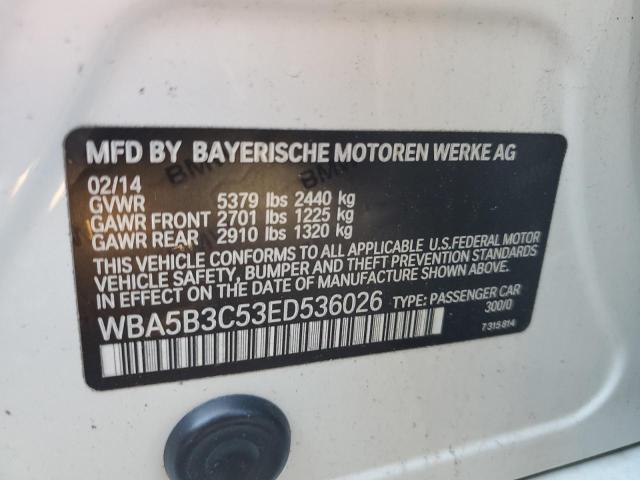 MFD BY BAYERISCHE MOTOREN WERKE AG
02/14
GVWR 5379 lbs 2440 kg
GAWR FRONT 2701 lbs 1225 kg
GAWR REAR 2910 lbs 1320 kg
THIS VEHICLE CONFORMS TO ALL APPLICABLE U.S.FEDERAL MOTOR
VEHICLE SAFETY, BUMPER, AND THEFT PREVENTION STANDARDS
IN EFFECT ON THE DATE OF MANUFACTURE SHOWN ABOVE.
WBA5B3C53ED536026 TYPE: PASSENGER CAR
300/0
7 315 814